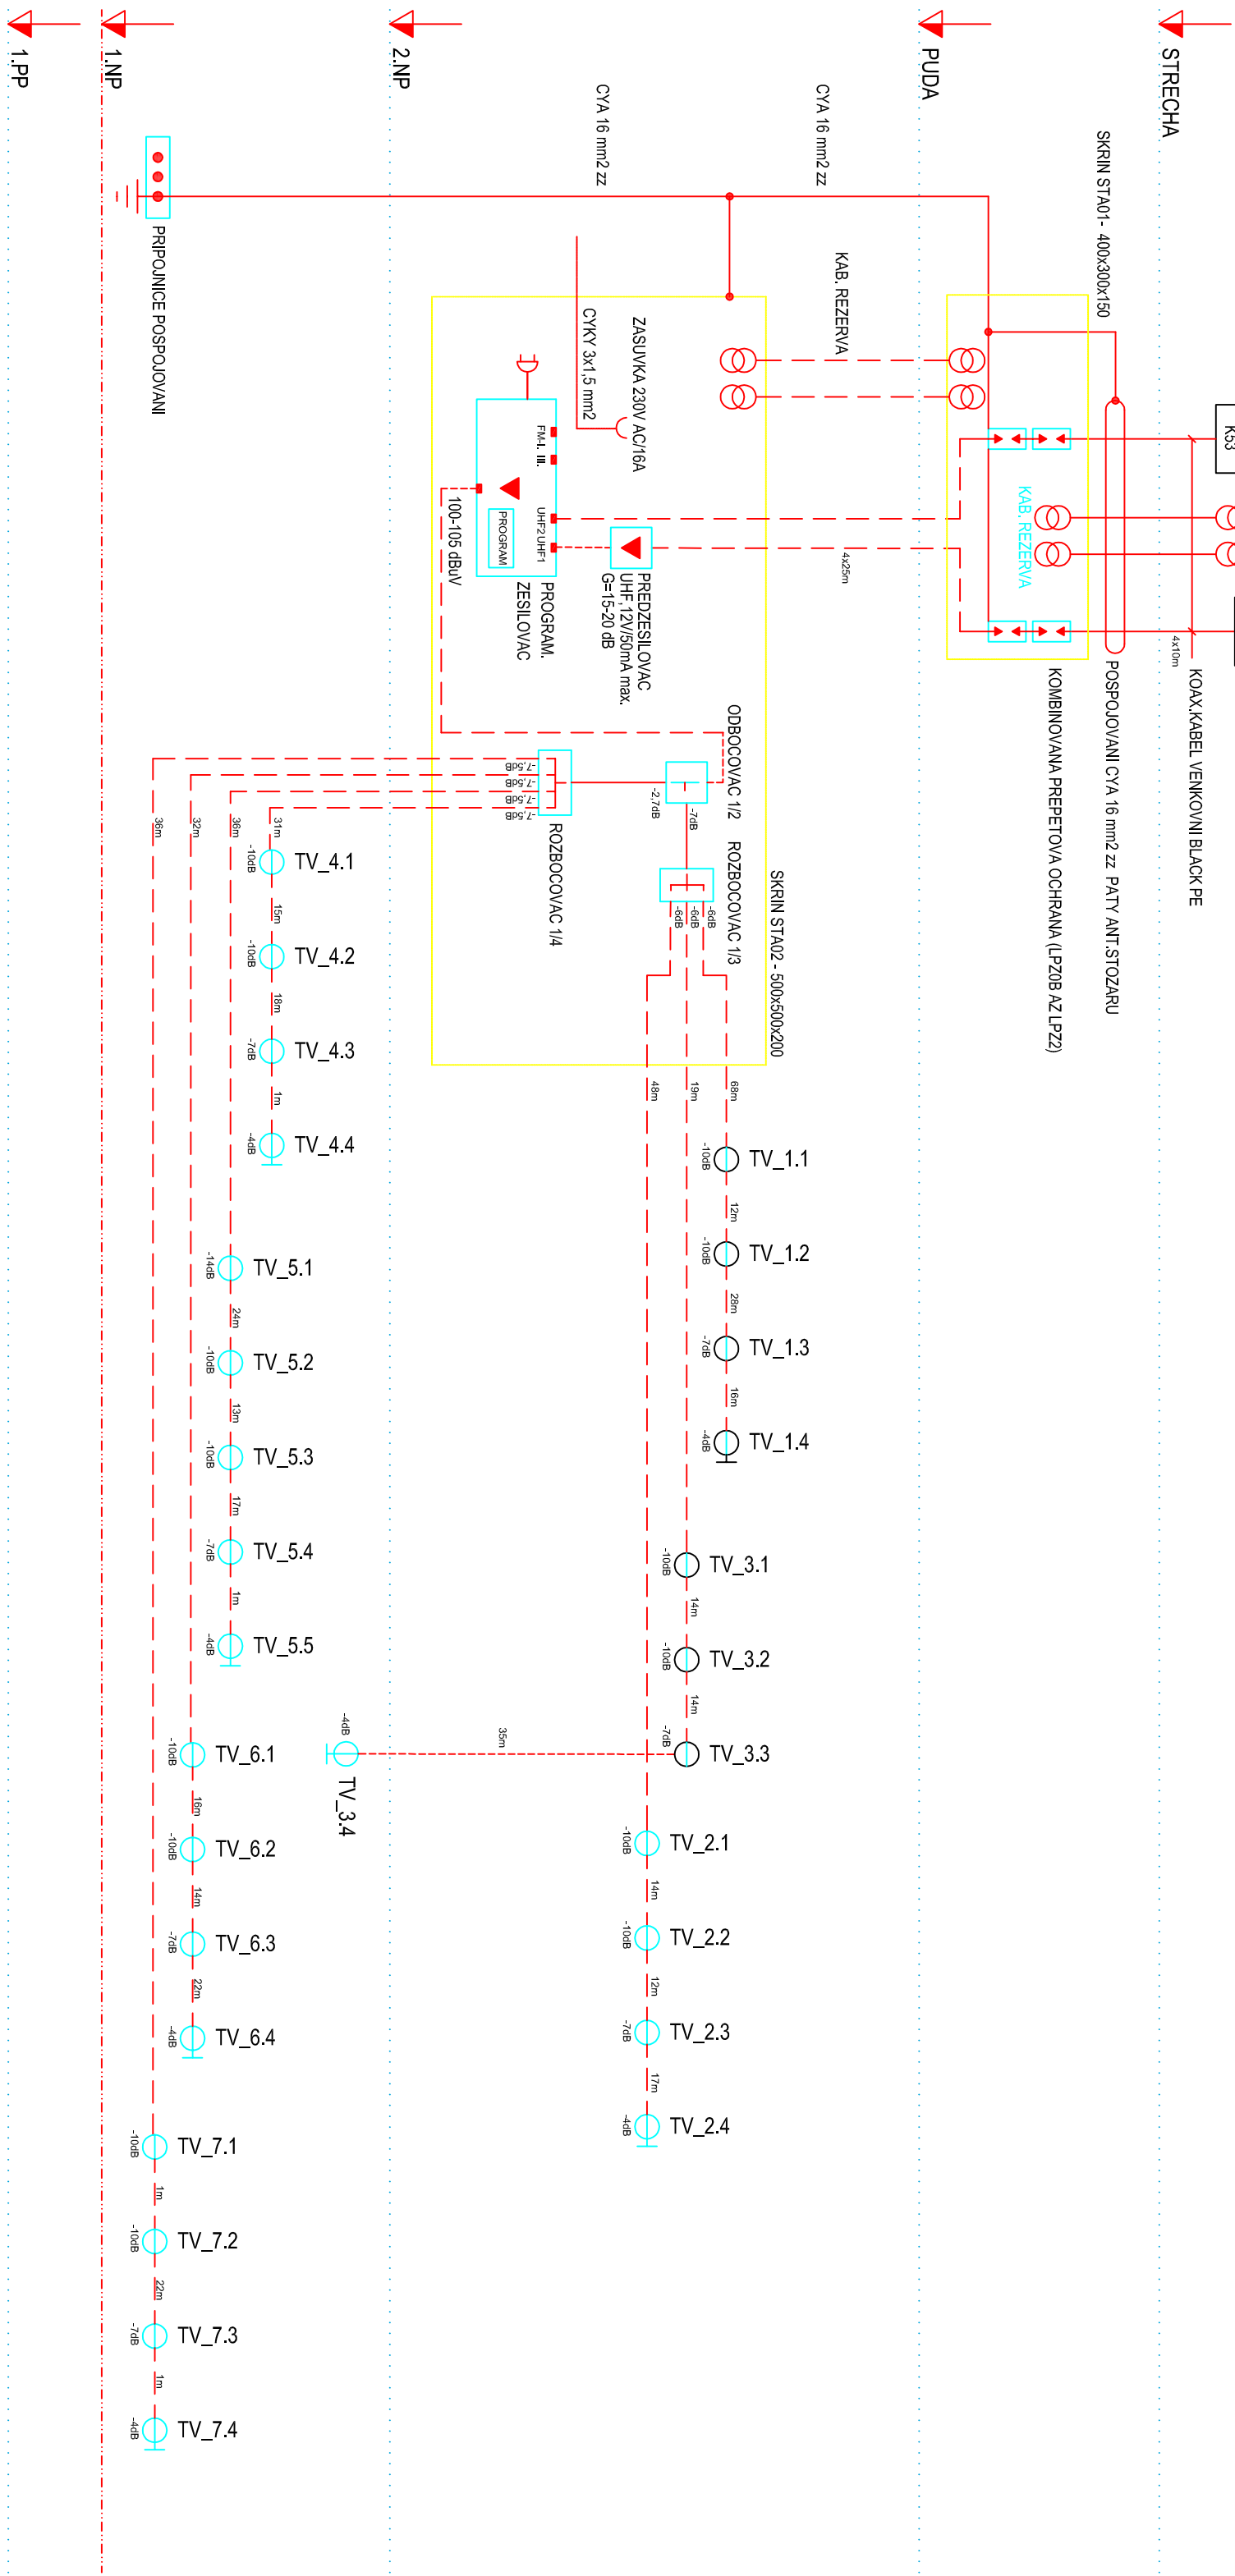 STRECHA
PUDA
2.NP
1.NP
1.PP
K53
SKRIN STA01- 400x300x150
KAB. REZERVA
4x10m
KOAX.KABEL VENKOVNI BLACK PE
POSPOJOVANI CYA 16 mm2 zz PATY ANT.STOZARU
KOMBINOVANA PREPETOVA OCHRANA (LPZ0B AZ LPZ2)
CYA 16 mm2 zz
CYA 16 mm2 zz
KAB. REZERVA
4x25m
PRIPOJNICE POSPOJOVANI
ZASUVKA 230V AC/16A
CYKY 3x1,5 mm2
FM-I. III.
UHF2 UHF1
PROGRAM
PROGRAM.
ZESILOVAC
PREDZESILOVAC
UHF,12V/50mA max.
G=15-20 dB
100-105 dBuV
ODBOCOVAC 1/2
-2,7dB
-7dB
ROZBOCOVAC 1/3
-6dB
-6dB
-6dB
SKRIN STA02 - 500x500x200
ROZBOCOVAC 1/4
-7,5dB
-7,5dB
-7,5dB
-7,5dB
68m
TV_1.1
-10dB
12m
TV_1.2
-10dB
28m
TV_1.3
-7dB
16m
TV_1.4
-4dB
19m
TV_3.1
-10dB
14m
TV_3.2
-10dB
14m
TV_3.3
-7dB
35m
TV_3.4
-4dB
48m
TV_2.1
-10dB
14m
TV_2.2
-10dB
12m
TV_2.3
-7dB
17m
TV_2.4
-4dB
31m
TV_4.1
-10dB
15m
TV_4.2
-10dB
18m
TV_4.3
-7dB
1m
TV_4.4
-4dB
36m
TV_5.1
-14dB
24m
TV_5.2
-10dB
13m
TV_5.3
-10dB
17m
TV_5.4
-7dB
1m
TV_5.5
-4dB
32m
TV_6.1
-10dB
16m
TV_6.2
-10dB
14m
TV_6.3
-7dB
22m
TV_6.4
-4dB
36m
TV_7.1
-10dB
1m
TV_7.2
-10dB
22m
TV_7.3
-7dB
1m
TV_7.4
-4dB